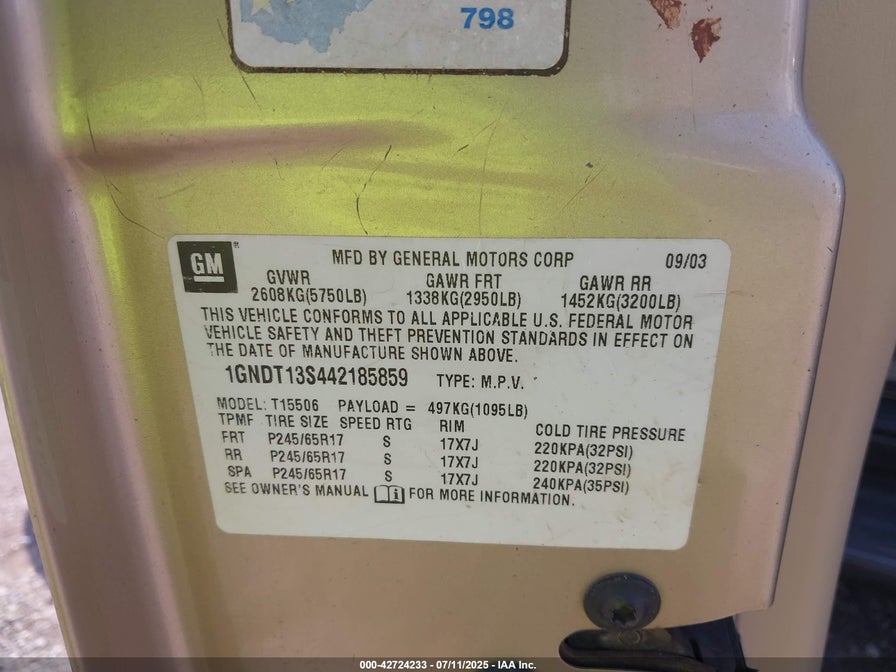 798
GM ®
MFD BY GENERAL MOTORS CORP 09/03
GVWR GAWR FRT GAWR RR
2608KG(5750LB) 1338KG(2950LB) 1452KG(3200LB)
THIS VEHICLE CONFORMS TO ALL APPLICABLE U.S. FEDERAL MOTOR
VEHICLE SAFETY AND THEFT PREVENTION STANDARDS IN EFFECT ON
THE DATE OF MANUFACTURE SHOWN ABOVE.
1GNDT13S442185859 TYPE: M.P.V.
MODEL: T15506 PAYLOAD = 497KG(1095LB)
TPMF TIRE SIZE SPEED RTG RIM COLD TIRE PRESSURE
FRT P245/65R17 S 17X7J 220KPA(32PSI)
RR P245/65R17 S 17X7J 220KPA(32PSI)
SPA P245/65R17 S 17X7J 240KPA(35PSI)
SEE OWNER'S MANUAL FOR MORE INFORMATION.
000-42724233 - 07/11/2025 - IAA Inc.